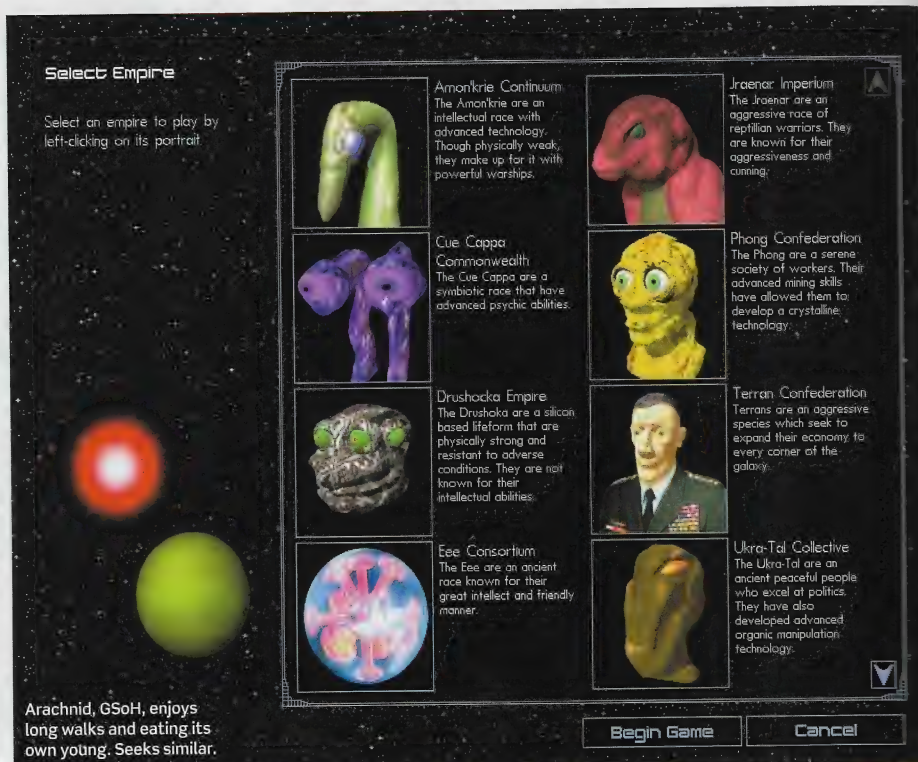 Select Empire
Select an empire to play by
left-clicking on its portrait
Amon'krie Continuum
The Amon'krie are an
intellectual race with
advanced technology.
Though physically weak,
they make up for it with
powerful warships.
Cue Cappa
Commonwealth
The Cue Cappa are a
symbiotic race that have
advanced psychic abilities.
Drushocka Empire
The Drushoka are a silicon
based lifeform that are
physically strong and
resistant to adverse
conditions. They are not
known for their
intellectual abilities.
Eee Consortium
The Eee are an ancient
race known for their
great intellect and friendly
manner.
Jraenar Imperium
The Jraenar are an
aggressive race of
reptillian warriors. They
are known for their
aggressiveness and
cunning.
Phong Confederation
The Phong are a serene
society of workers. Their
advanced mining skills
have allowed them to
develop a crystalline
technology.
Terran Confederation
Terrans are an aggressive
species which seek to
expand their economy to
every corner of the
galaxy.
Ukra-Tal Collective
The Ukra-Tal are an
ancient peaceful people
who excel at politics.
They have also
developed advanced
organic manipulation
technology.
Arachnid, GSoH, enjoys
long walks and eating its
own young. Seeks similar.
Begin Game
Cancel